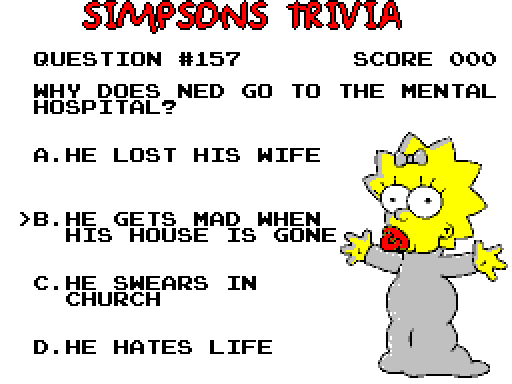 SIMPSONS TRIVIA
QUESTION #157 SCORE 000
WHY DOES NED GO TO THE MENTAL
HOSPITAL?
A.HE LOST HIS WIFE
>B.HE GETS MAD WHEN
HIS HOUSE IS GONE
C.HE SWEARS IN
CHURCH
D.HE HATES LIFE